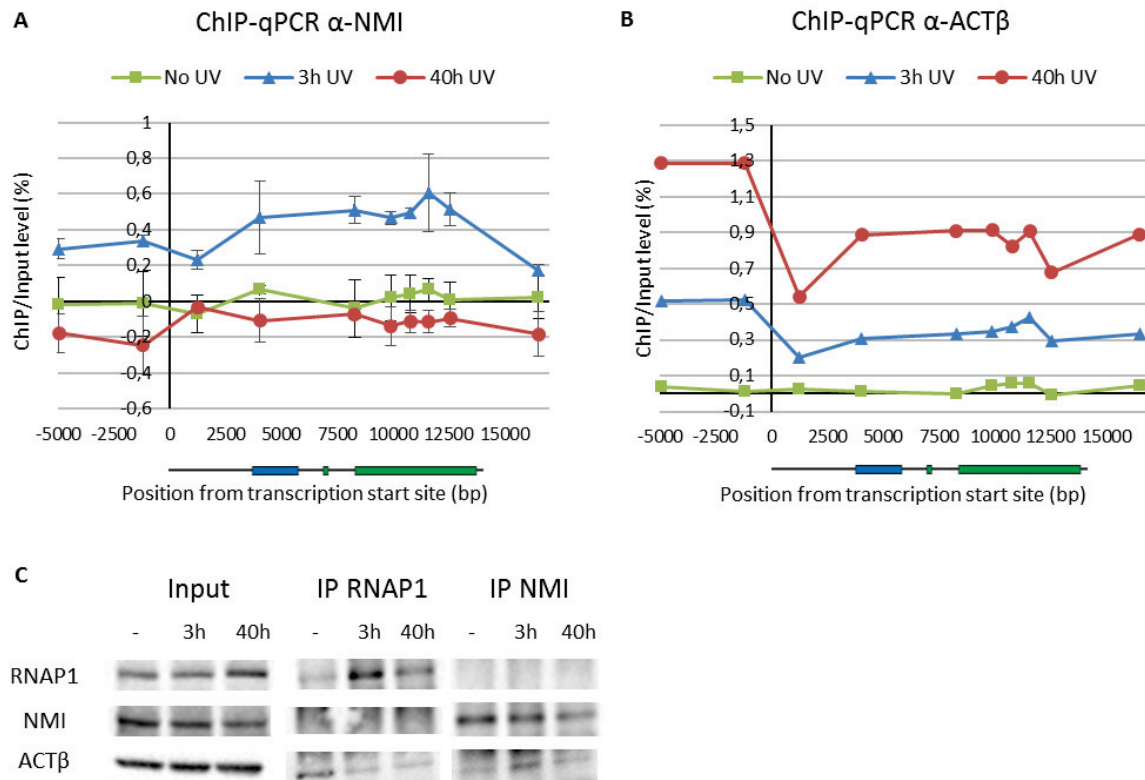 A
ChIP-qPCR α-NMI
No UV 3h UV 40h UV
ChIP/Input level (%)
1
0,8
0,6
0,4
0,2
0
-0,2
-0,4
-0,6
-5000 -2500 0 2500 5000 7500 10000 12500 15000
Position from transcription start site (bp)
B
ChIP-qPCR α-ACTβ
No UV 3h UV 40h UV
ChIP/Input level (%)
1,5
1,3
1,1
0,9
0,7
0,5
0,3
0,1
-0,1
-5000 -2500 0 2500 5000 7500 10000 12500 15000
Position from transcription start site (bp)
C
Input IP RNAP1 IP NMI
- 3h 40h - 3h 40h - 3h 40h
RNAP1
NMI
ACTβ